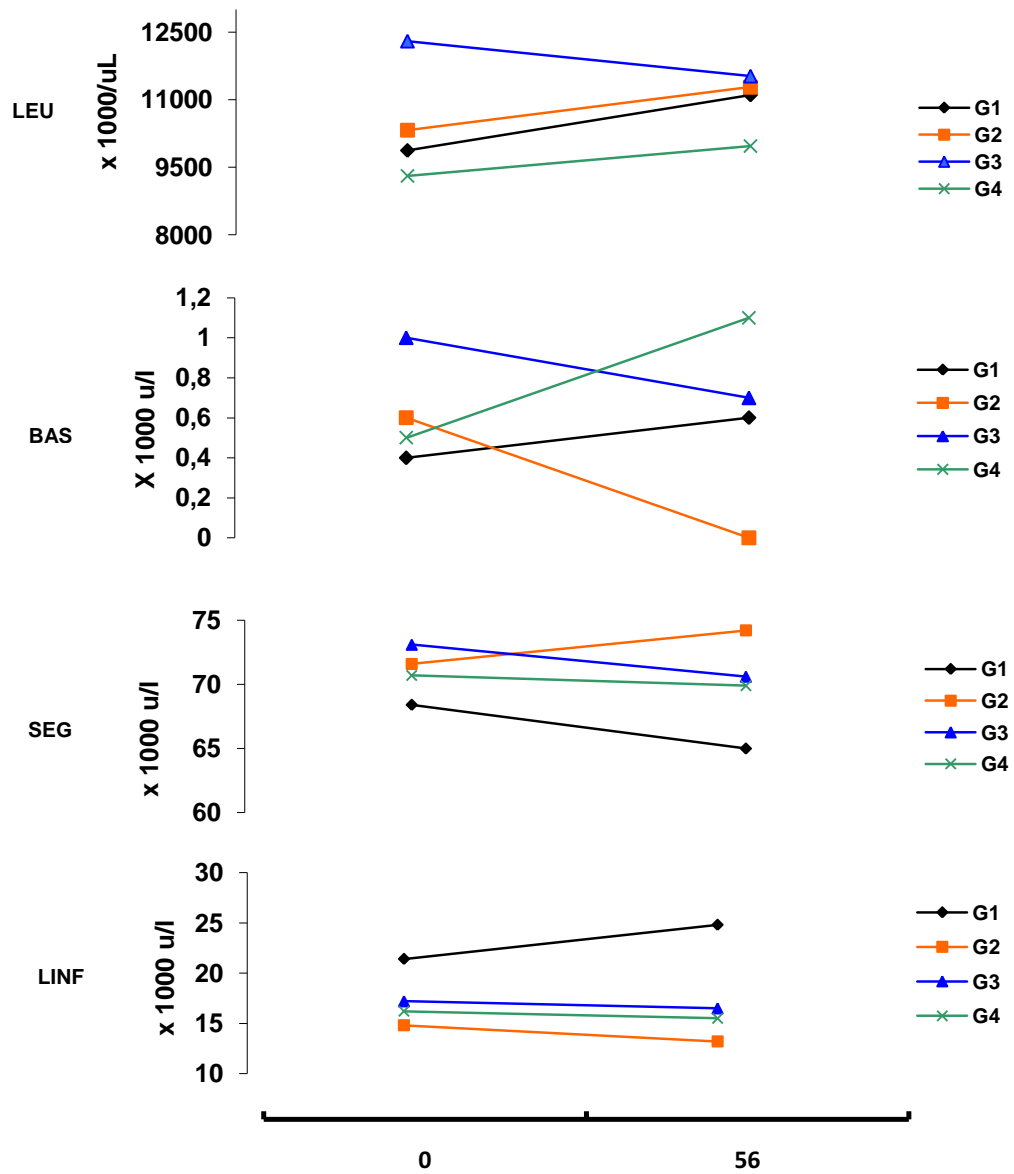 LEU
x 1000/uL
12500
11000
9500
8000
G1
G2
G3
G4
BAS
X 1000 u/l
1,2
1
0,8
0,6
0,4
0,2
0
G1
G2
G3
G4
SEG
x 1000 u/l
75
70
65
60
G1
G2
G3
G4
LINF
x 1000 u/l
30
25
20
15
10
G1
G2
G3
G4
0 56